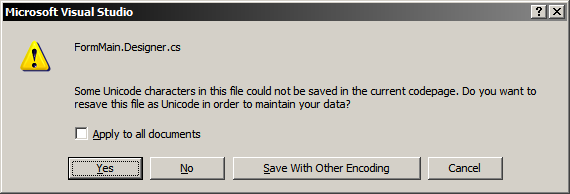 Microsoft Visual Studio
FormMain.Designer.cs
Some Unicode characters in this file could not be saved in the current codepage. Do you want to
resave this file as Unicode in order to maintain your data?
Apply to all documents
Yes No Save With Other Encoding Cancel